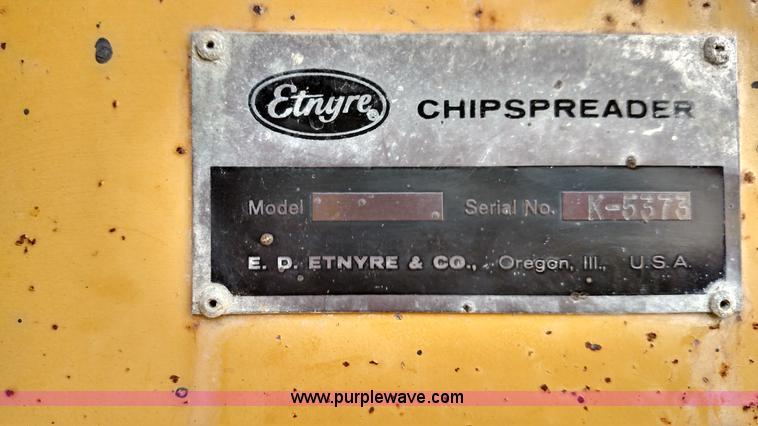 Etnyre CHIPSPREADER
Model Serial No. K-5373
E. D. ETNYRE & CO., Oregon, Ill., U.S.A.
www.purplewave.com